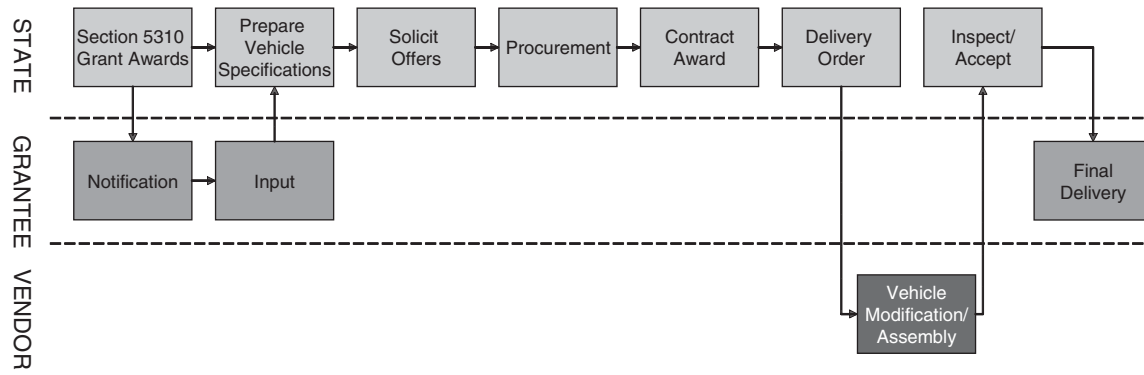 STATE
Section 5310
Grant Awards
Prepare
Vehicle
Specifications
Solicit
Offers
Procurement
Contract
Award
Delivery
Order
Inspect/
Accept
GRANTEE
Notification
Input
Final
Delivery
VENDOR
Vehicle
Modification/
Assembly